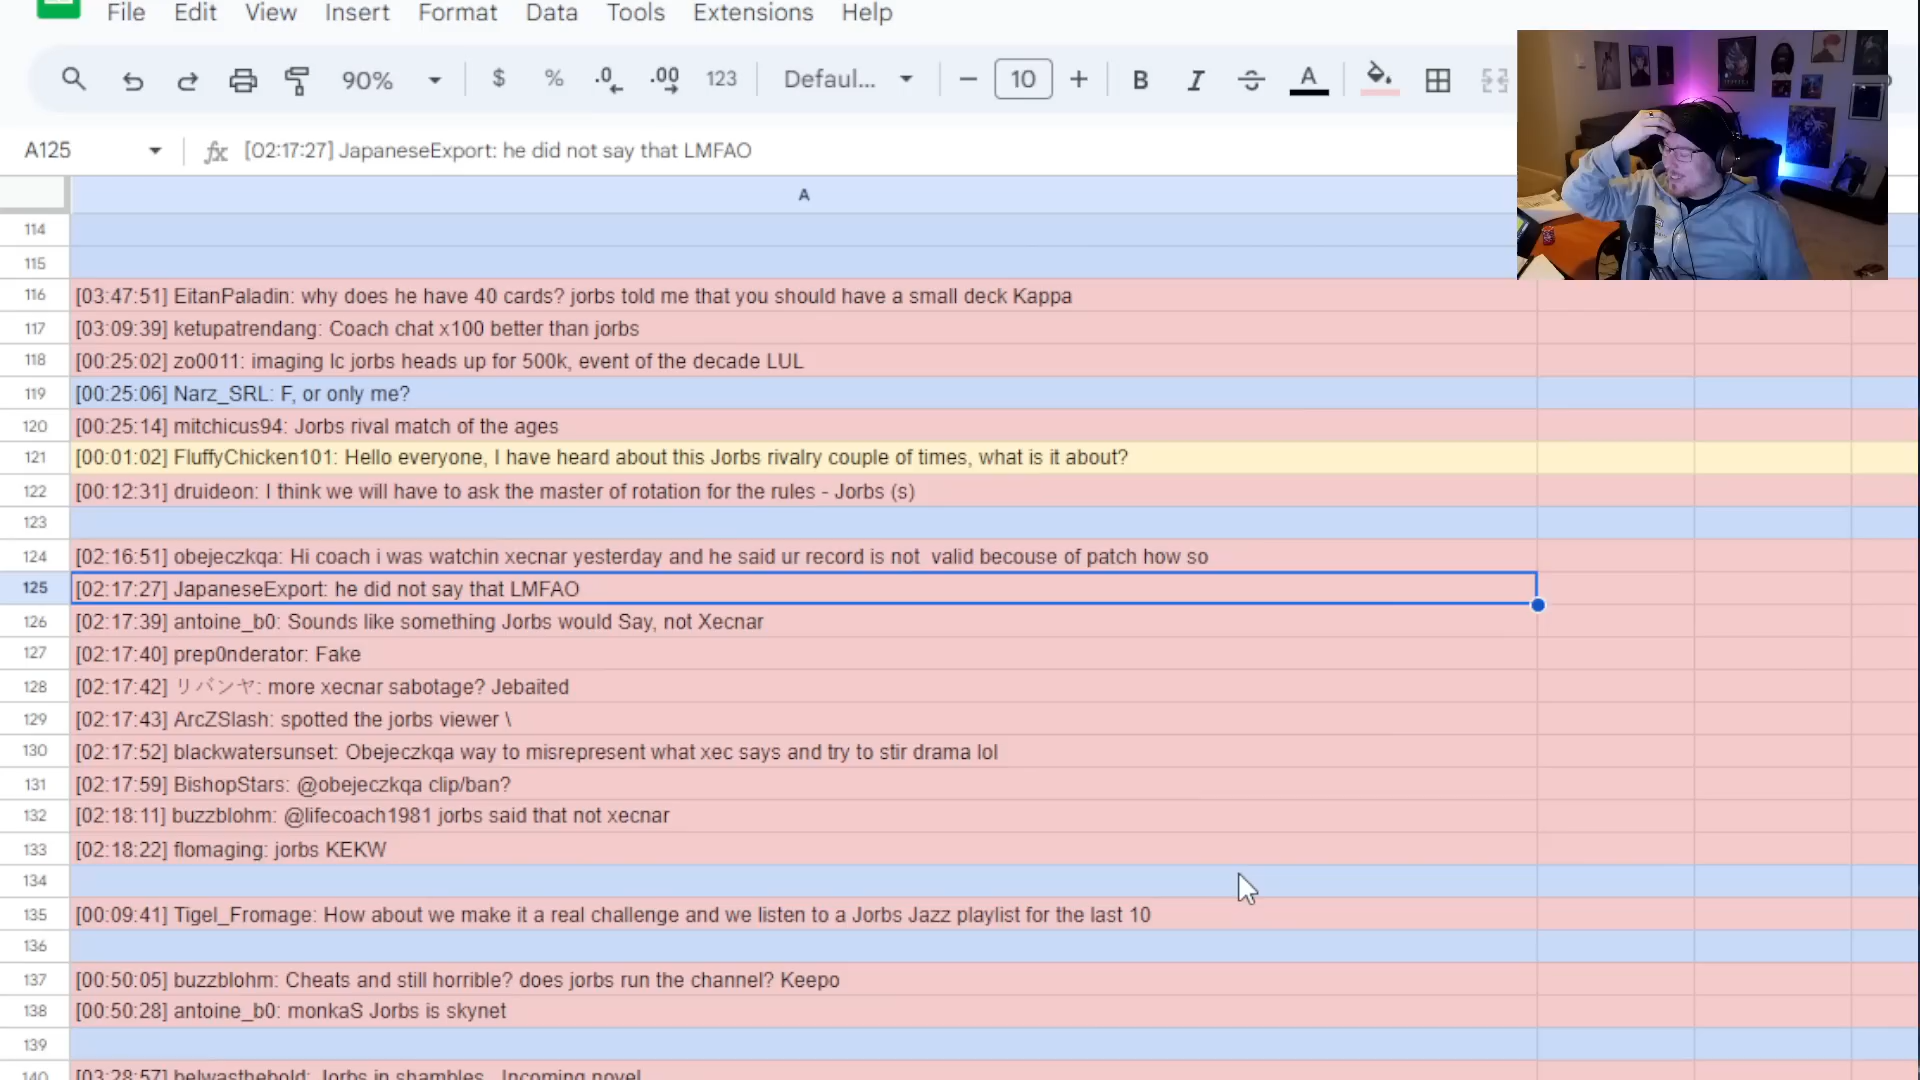 File Edit View Insert Format Data Tools Extensions Help
90% $ % .0 .00 123 Defaul... 10 B I A
A125 fx [02:17:27] JapaneseExport: he did not say that LMFAO
A
114
115
116 [03:47:51] EitanPaladin: why does he have 40 cards? jorbs told me that you should have a small deck Kappa
117 [03:09:39] ketupatrendang: Coach chat x100 better than jorbs
118 [00:25:02] zo0011: imaging lc jorbs heads up for 500k, event of the decade LUL
119 [00:25:06] Narz_SRL: F, or only me?
120 [00:25:14] mitchicus94: Jorbs rival match of the ages
121 [00:01:02] FluffyChicken101: Hello everyone, I have heard about this Jorbs rivalry couple of times, what is it about?
122 [00:12:31] druideon: I think we will have to ask the master of rotation for the rules - Jorbs (s)
123
124 [02:16:51] obejeczkqa: Hi coach i was watchin xecnar yesterday and he said ur record is not  valid becouse of patch how so
125 [02:17:27] JapaneseExport: he did not say that LMFAO
126 [02:17:39] antoine_b0: Sounds like something Jorbs would Say, not Xecnar
127 [02:17:40] prep0nderator: Fake
128 [02:17:42] リバンヤ: more xecnar sabotage? Jebaited
129 [02:17:43] ArcZSlash: spotted the jorbs viewer \
130 [02:17:52] blackwatersunset: Obejeczkqa way to misrepresent what xec says and try to stir drama lol
131 [02:17:59] BishopStars: @obejeczkqa clip/ban?
132 [02:18:11] buzzblohm: @lifecoach1981 jorbs said that not xecnar
133 [02:18:22] flomaging: jorbs KEKW
134
135 [00:09:41] Tigel_Fromage: How about we make it a real challenge and we listen to a Jorbs Jazz playlist for the last 10
136
137 [00:50:05] buzzblohm: Cheats and still horrible? does jorbs run the channel? Keepo
138 [00:50:28] antoine_b0: monkaS Jorbs is skynet
139
140 [03:28:57] belwasthebold: Jorbs in shambles. Incoming novel